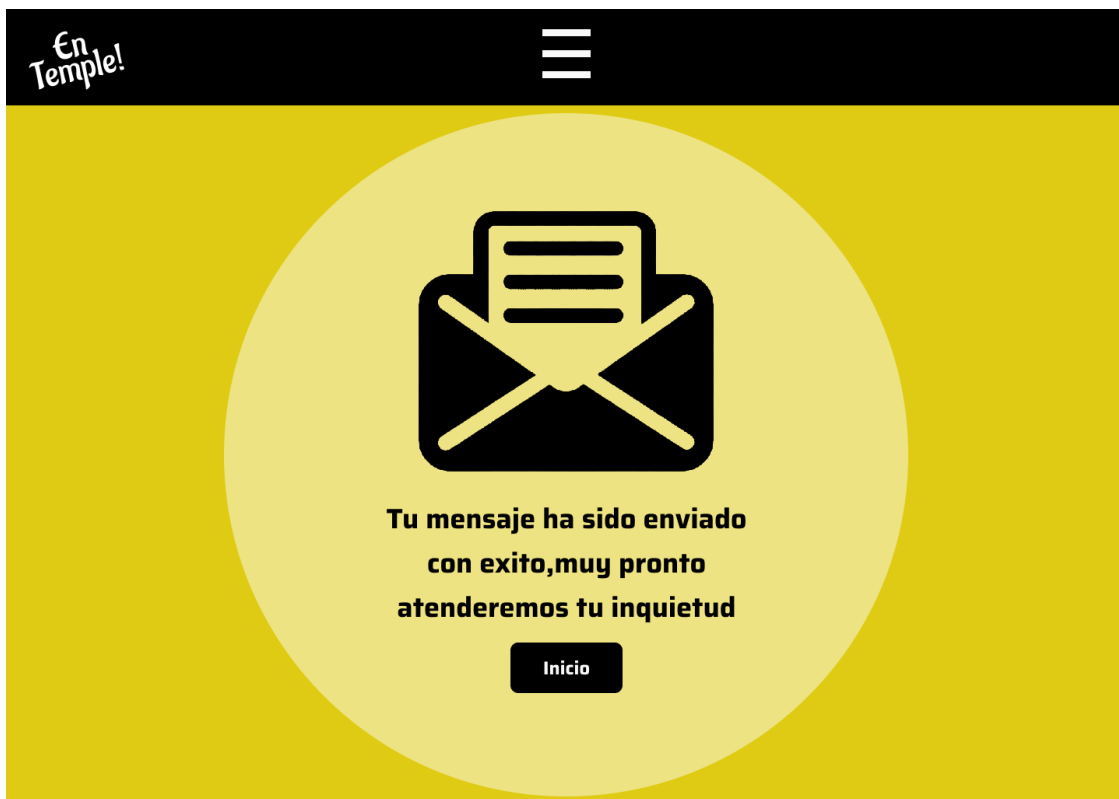 En
Temple!
Tu mensaje ha sido enviado
con exito,muy pronto
atenderemos tu inquietud
Inicio